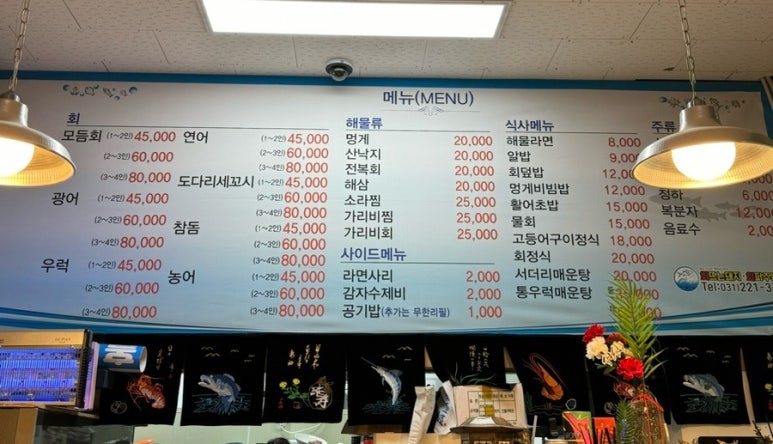 메뉴(MENU)
회
모듬회 (1~2인) 45,000
(2~3인) 60,000
(3~4인) 80,000
광어 (1~2인) 45,000
(2~3인) 60,000
(3~4인) 80,000
우럭 (1~2인) 45,000
(2~3인) 60,000
(3~4인) 80,000
연어 (1~2인) 45,000
(2~3인) 60,000
(3~4인) 80,000
도다리세꼬시 (1~2인) 45,000
(2~3인) 60,000
(3~4인) 80,000
참돔 (1~2인) 45,000
(2~3인) 60,000
(3~4인) 80,000
농어 (1~2인) 45,000
(2~3인) 60,000
(3~4인) 80,000
해물류
멍게 20,000
산낙지 20,000
전복회 20,000
해삼 20,000
소라찜 25,000
가리비찜 25,000
가리비회 25,000
사이드메뉴
라면사리 2,000
감자수제비 2,000
공기밥(추가는 무한리필) 1,000
식사메뉴
해물라면 8,000
알밥
회덮밥
멍게비빔밥 12,000
활어초밥 15,000
물회 15,000
고등어구이정식 18,000
회정식 20,000
서더리매운탕 20,000
통우럭매운탕
주류
청하
복분자 12,000
음료수 2,000
Tel:(031)221-3